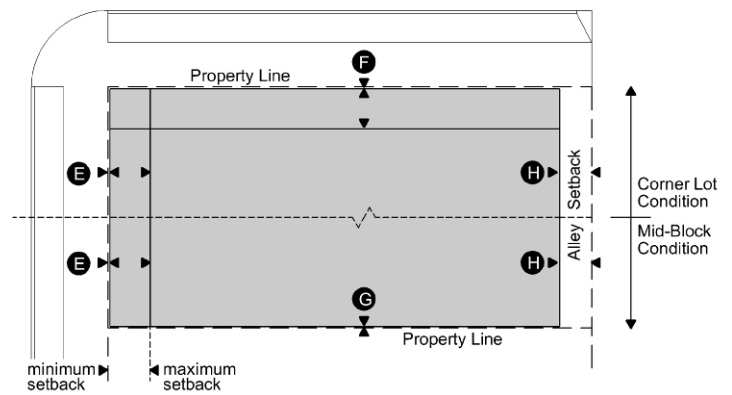 F
Property Line
E
H
Alley Setback
Corner Lot
Condition
Mid-Block
Condition
E
H
G
Property Line
minimum
setback
maximum
setback